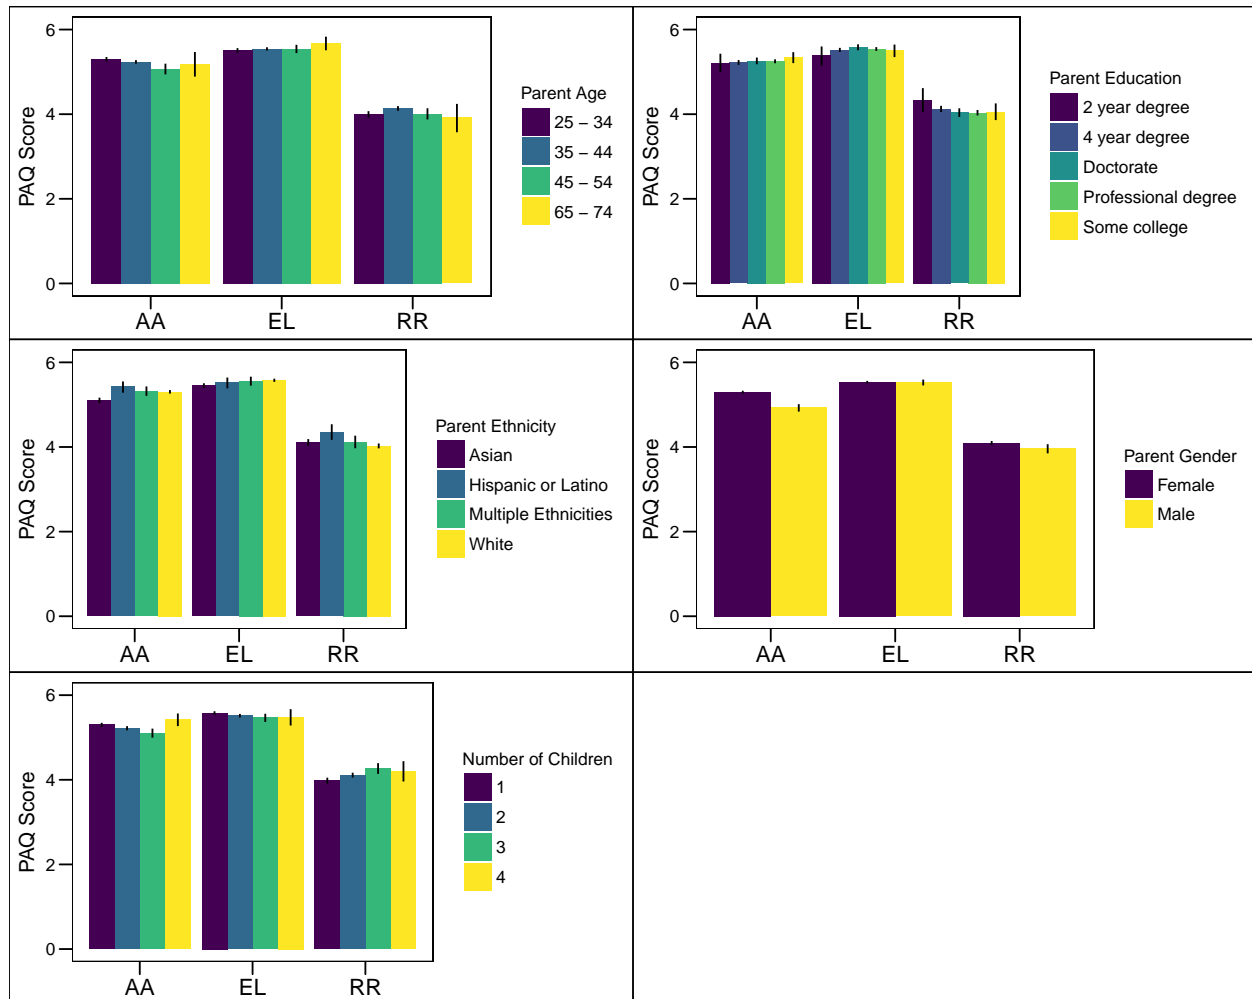 PAQ Score
6
4
2
0
AA EL RR
Parent Age
25 – 34
35 – 44
45 – 54
65 – 74
PAQ Score
6
4
2
0
AA EL RR
Parent Education
2 year degree
4 year degree
Doctorate
Professional degree
Some college
PAQ Score
6
4
2
0
AA EL RR
Parent Ethnicity
Asian
Hispanic or Latino
Multiple Ethnicities
White
PAQ Score
6
4
2
0
AA EL RR
Parent Gender
Female
Male
PAQ Score
6
4
2
0
AA EL RR
Number of Children
1
2
3
4